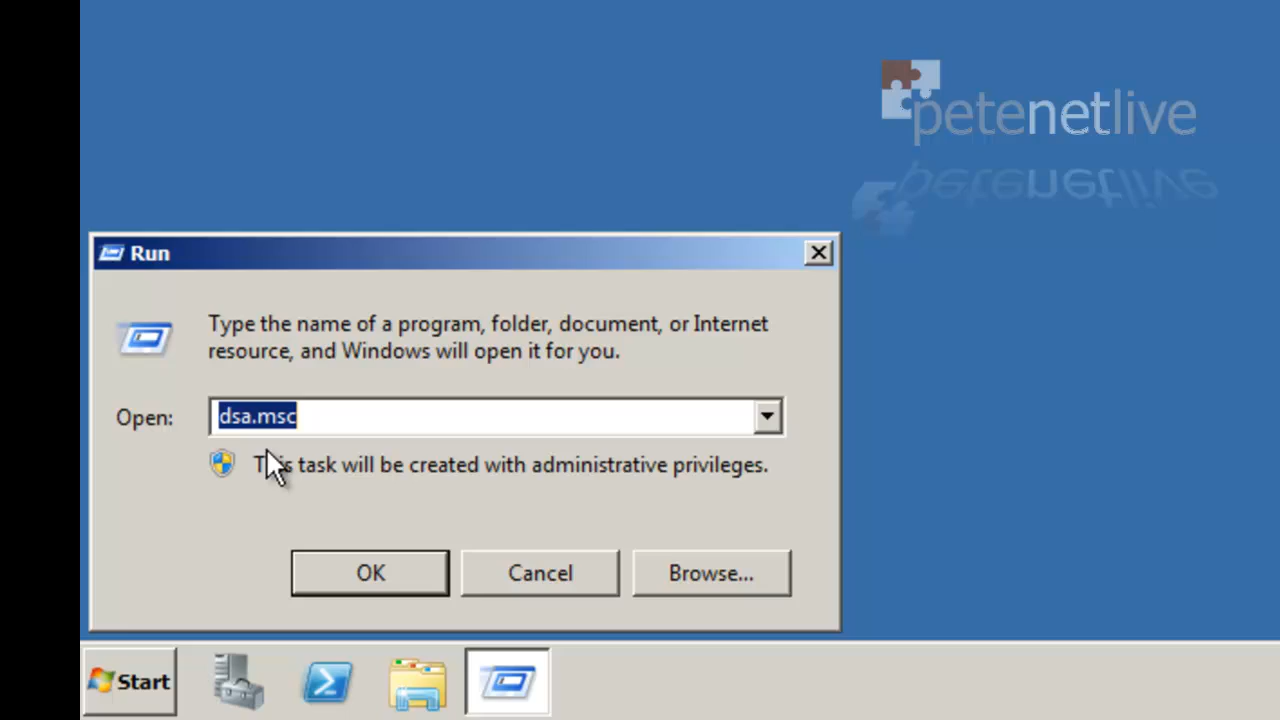 petenetlive
Run
Type the name of a program, folder, document, or Internet
resource, and Windows will open it for you.
Open:
dsa.msc
This task will be created with administrative privileges.
OK
Cancel
Browse...
Start